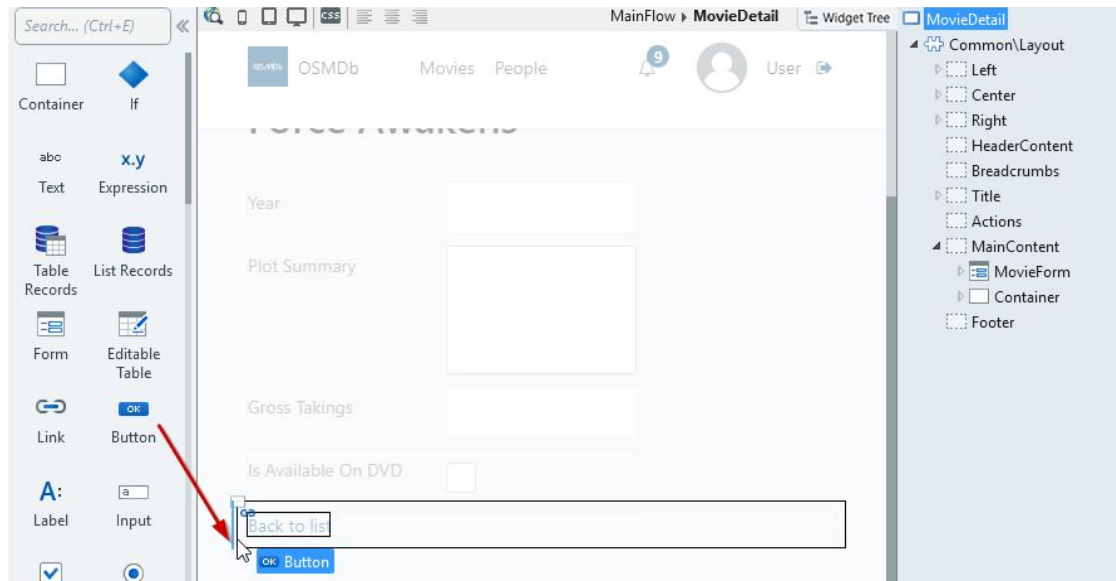 Search... (Ctrl+E)
Container
If
abc
Text
x.y
Expression
Table
Records
List Records
Form
Editable
Table
Link
OK
Button
A:
Label
a
Input
CSS
MainFlow ▸ MovieDetail
Widget Tree
OSMDb
OSMDb
Movies
People
9
User
Force Awakens
Year
Plot Summary
Gross Takings
Is Available On DVD
Back to list
OK Button
MovieDetail
Common\Layout
Left
Center
Right
HeaderContent
Breadcrumbs
Title
Actions
MainContent
MovieForm
Container
Footer